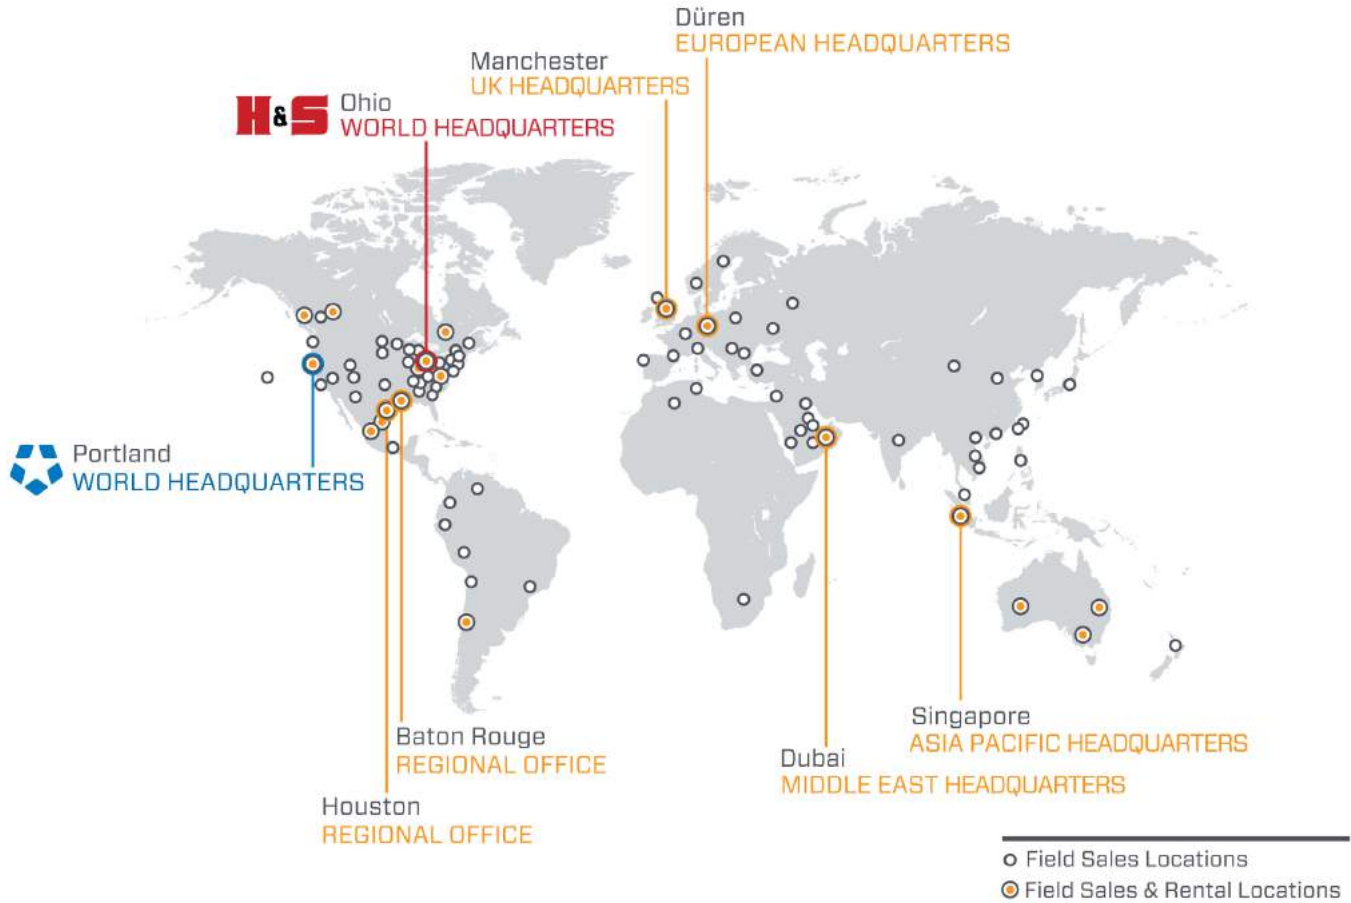 Düren
EUROPEAN HEADQUARTERS
Manchester
UK HEADQUARTERS
H&S
Ohio
WORLD HEADQUARTERS
Portland
WORLD HEADQUARTERS
Baton Rouge
REGIONAL OFFICE
Houston
REGIONAL OFFICE
Singapore
ASIA PACIFIC HEADQUARTERS
Dubai
MIDDLE EAST HEADQUARTERS
Field Sales Locations
Field Sales & Rental Locations